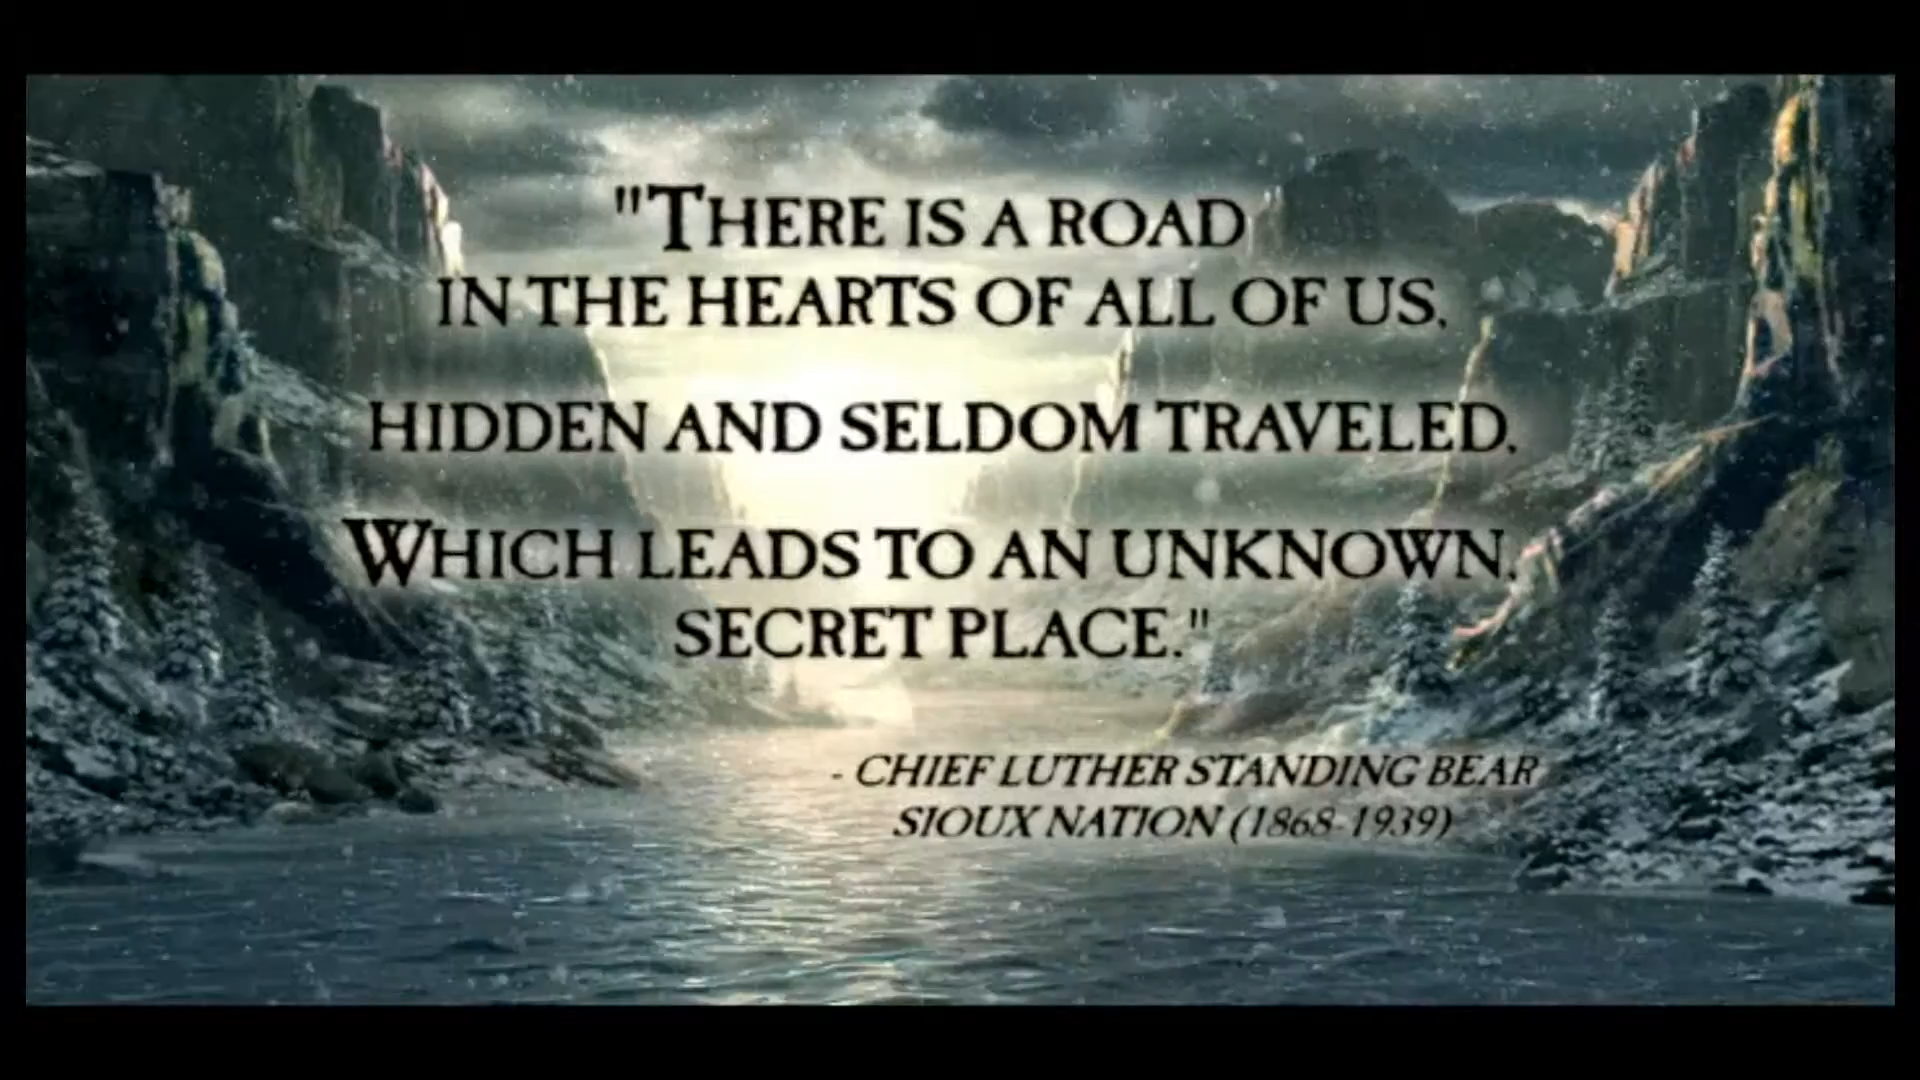 "THERE IS A ROAD
IN THE HEARTS OF ALL OF US,
HIDDEN AND SELDOM TRAVELED,
WHICH LEADS TO AN UNKNOWN,
SECRET PLACE."
- CHIEF LUTHER STANDING BEAR
SIOUX NATION (1868-1939)